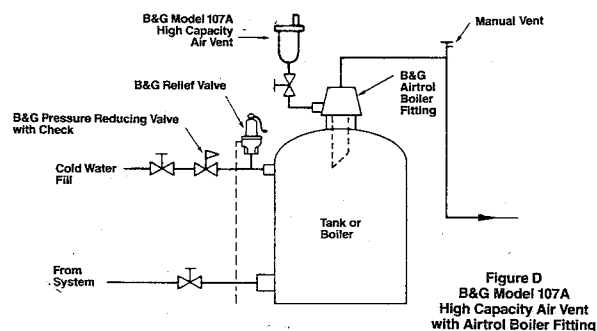 B&G Model 107A
High Capacity
Air Vent
Manual Vent
B&G Relief Valve
B&G
Airtrol
Boiler
Fitting
B&G Pressure Reducing Valve
with Check
Cold Water
Fill
Tank or
Boiler
From
System
Figure D
B&G Model 107A
High Capacity Air Vent
with Airtrol Boiler Fitting